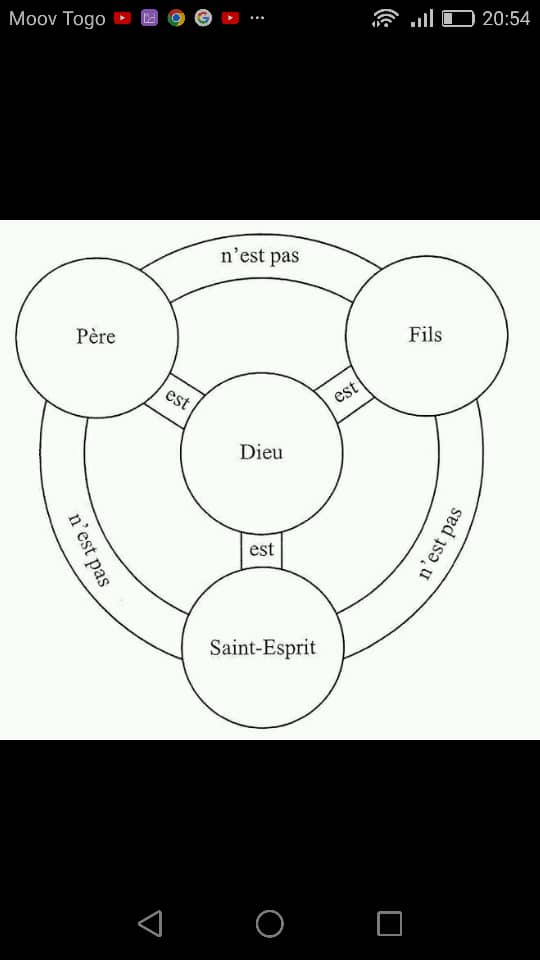 Moov Togo
20:54
n’est pas
Père
Fils
est
est
Dieu
n’est pas
n’est pas
est
Saint-Esprit